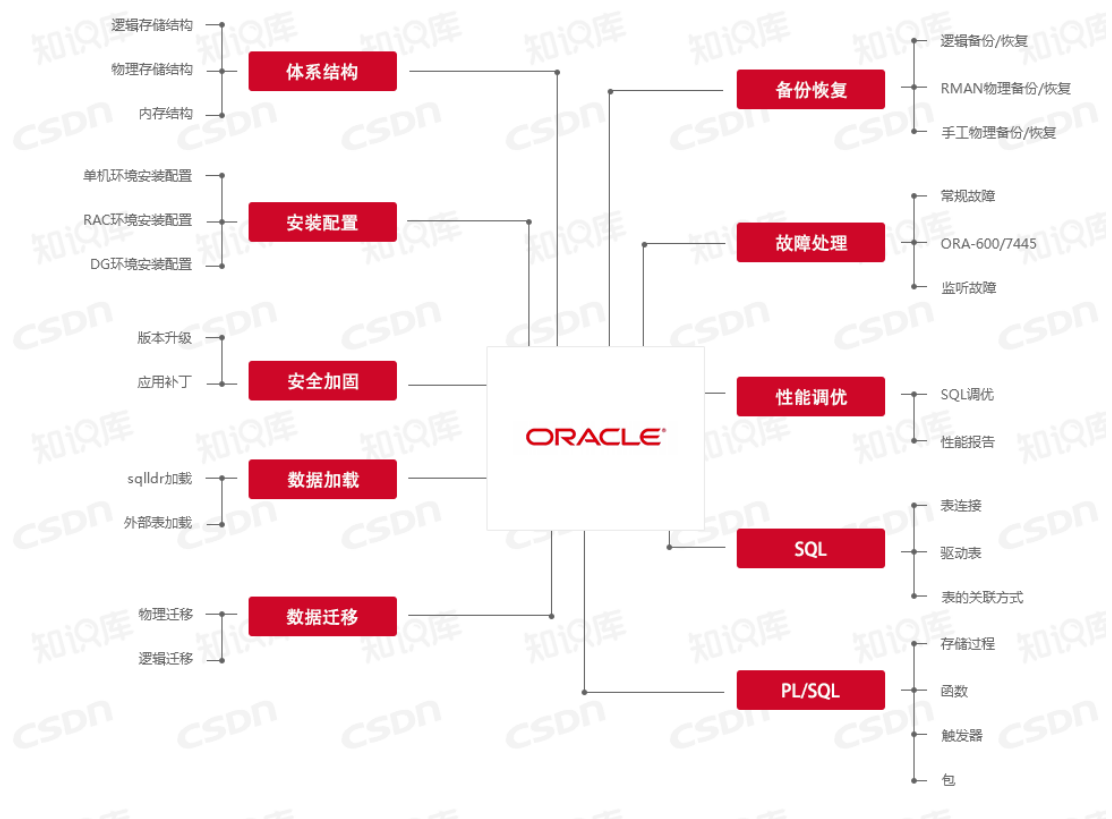 逻辑存储结构
物理存储结构
内存结构
体系结构
单机环境安装配置
RAC环境安装配置
DG环境安装配置
安装配置
版本升级
应用补丁
安全加固
sqlldr加载
外部表加载
数据加载
物理迁移
逻辑迁移
数据迁移
ORACLE®
备份恢复
逻辑备份/恢复
RMAN物理备份/恢复
手工物理备份/恢复
故障处理
常规故障
ORA-600/7445
监听故障
性能调优
SQL调优
性能报告
SQL
表连接
驱动表
表的关联方式
PL/SQL
存储过程
函数
触发器
包
知识库
CSDN